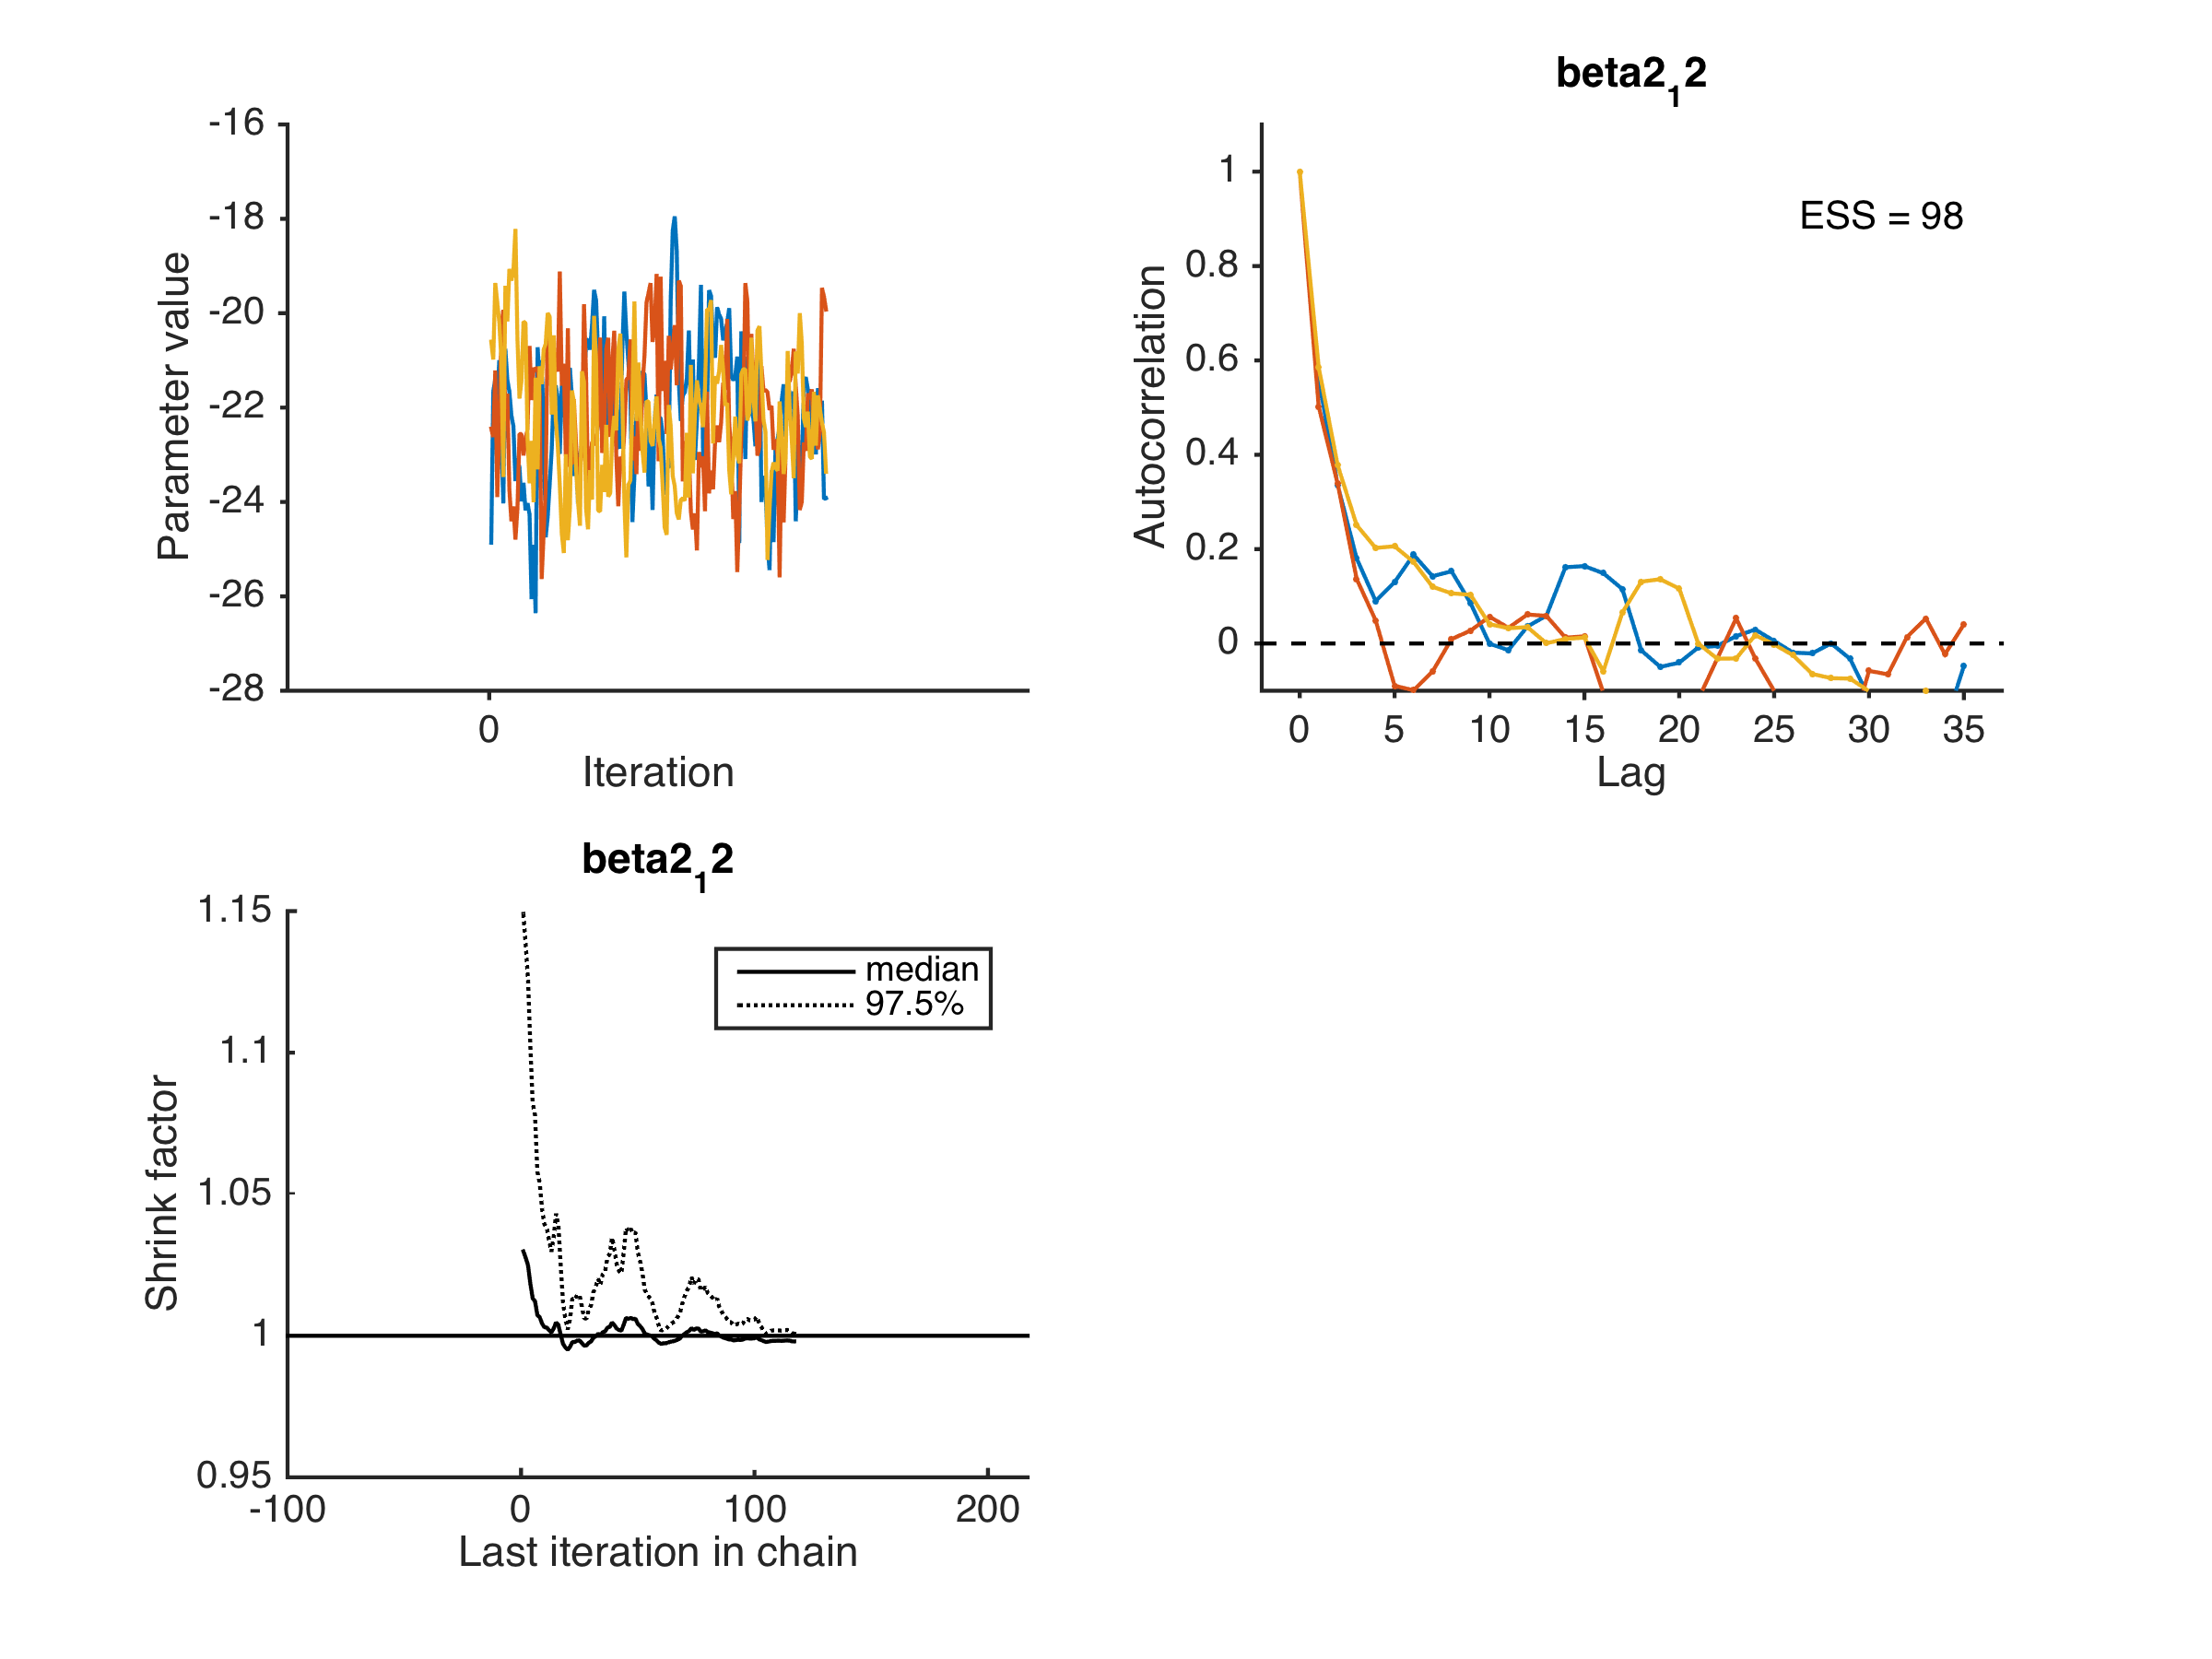 -16
-18
-20
-22
-24
-26
-28
Parameter value
0
Iteration
beta2₁2
ESS = 98
1
0.8
0.6
0.4
0.2
0
Autocorrelation
0 5 10 15 20 25 30 35
Lag
beta2₁2
1.15
1.1
1.05
1
0.95
Shrink factor
median
97.5%
-100 0 100 200
Last iteration in chain